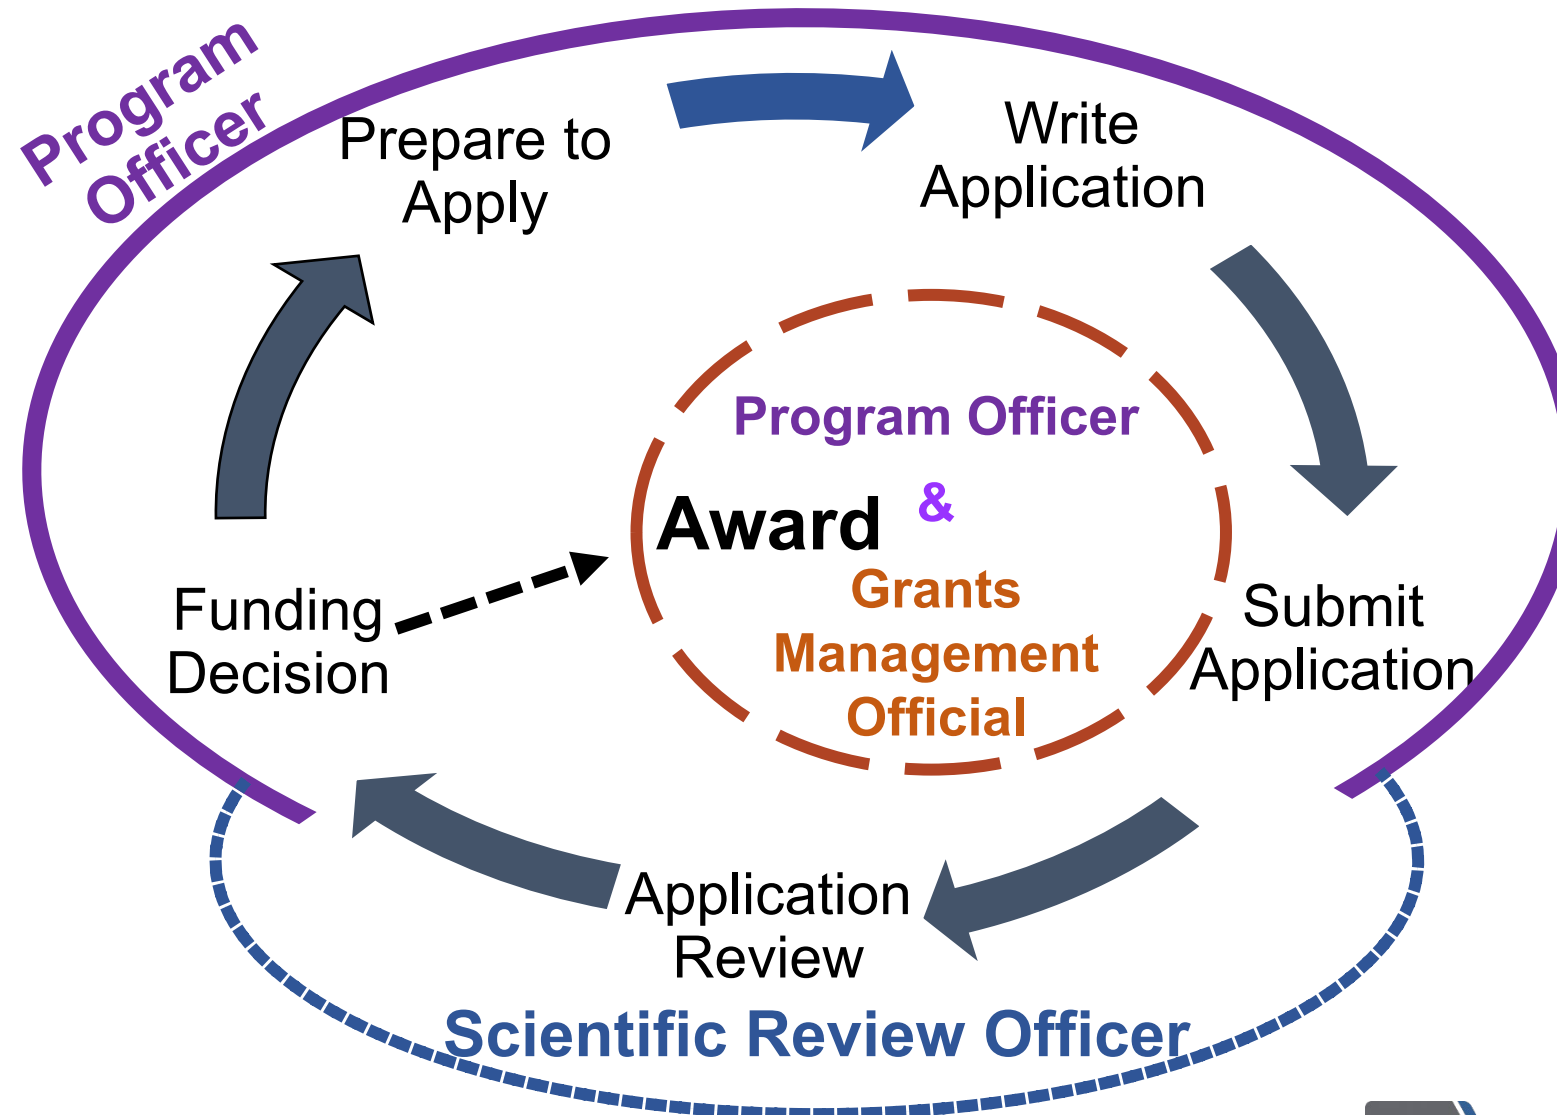 Program
Officer
Prepare to
Apply
Write
Application
Program Officer
&
Award
Grants
Management
Official
Funding
Decision
Submit
Application
Application
Review
Scientific Review Officer